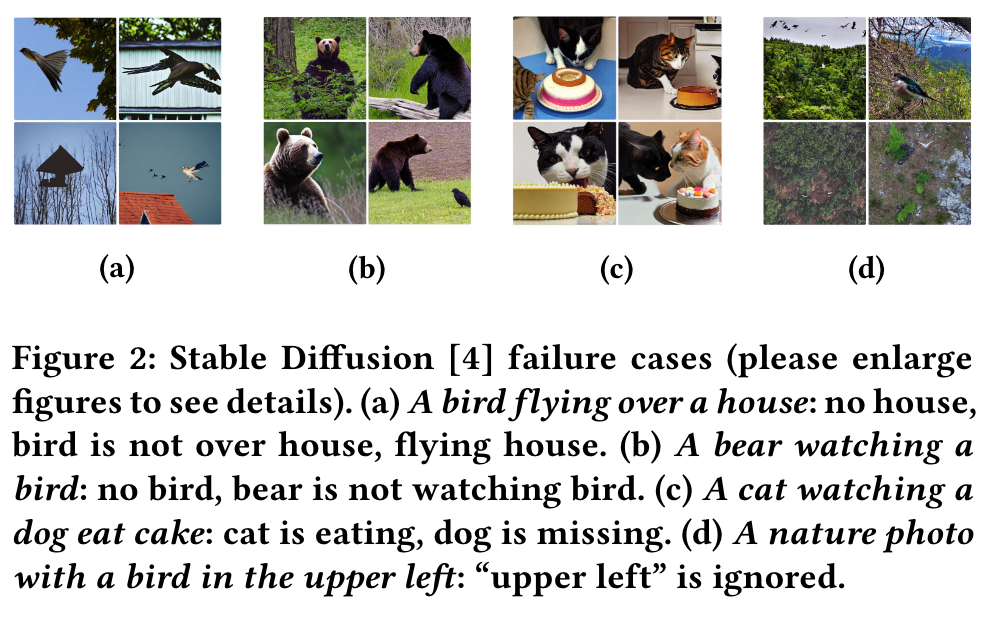 (a) (b) (c) (d)
Figure 2: Stable Diffusion [4] failure cases (please enlarge
figures to see details). (a) A bird flying over a house: no house,
bird is not over house, flying house. (b) A bear watching a
bird: no bird, bear is not watching bird. (c) A cat watching a
dog eat cake: cat is eating, dog is missing. (d) A nature photo
with a bird in the upper left: “upper left” is ignored.